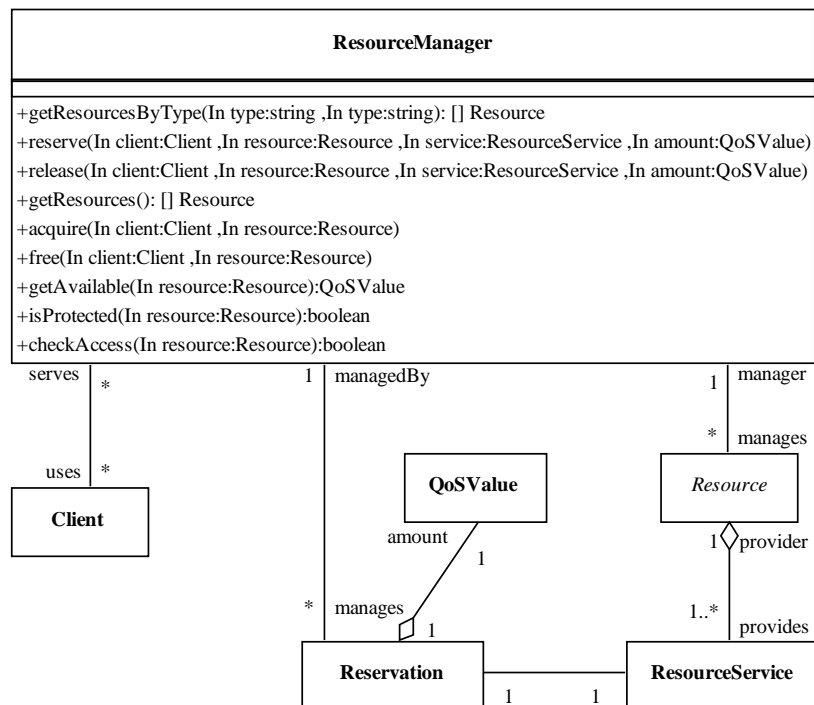 ResourceManager
+getResourcesByType(In type:string ,In type:string): [] Resource
+reserve(In client:Client ,In resource:Resource ,In service:ResourceService ,In amount:QoSValue)
+release(In client:Client ,In resource:Resource ,In service:ResourceService ,In amount:QoSValue)
+getResources(): [] Resource
+acquire(In client:Client ,In resource:Resource)
+free(In client:Client ,In resource:Resource)
+getAvailable(In resource:Resource):QoSValue
+isProtected(In resource:Resource):boolean
+checkAccess(In resource:Resource):boolean
serves * 1 managedBy 1 manager
* manages
uses * QoSValue Resource
Client
amount 1 1 provider
* manages 1 1..* provides
Reservation ResourceService
1 1